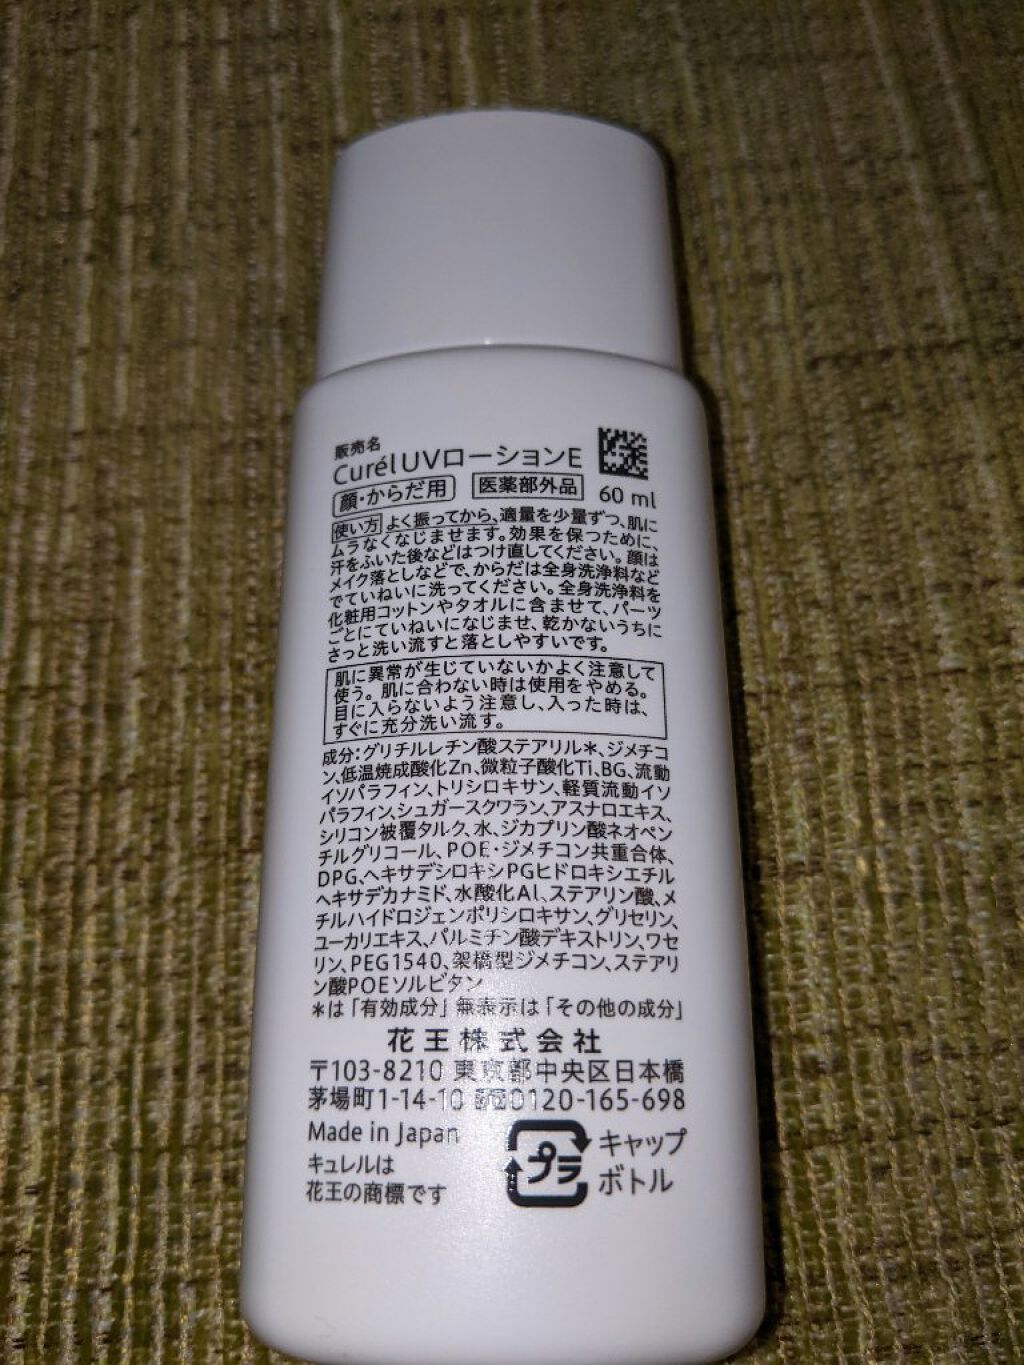 販売名
CurélUVローションE
顔・からだ用 医薬部外品 60 ml
使い方 よく振ってから、適量を少量ずつ、肌に
ムラなくなじませます。効果を保つために、
汗をふいた後などはつけ直してください。顔は
メイク落としなどで、からだは全身洗浄料など
でていねいに洗ってください。全身洗浄料を
化粧用コットンやタオルに含ませて、パーツ
ごとにていねいになじませ、乾かないうちに
さっと洗い流すと落としやすいです。
肌に異常が生じていないかよく注意して
使う。肌に合わない時は使用をやめる。
目に入らないよう注意し、入った時は、
すぐに充分洗い流す。
成分:グリチルレチン酸ステアリル*、ジメチコ
ン、低温焼成酸化Zn、微粒子酸化Ti、BG、流動
イソパラフィン、トリシロキサン、軽質流動イソ
パラフィン、シュガースクワラン、アスナロエキス、
シリコン被覆タルク、水、ジカプリン酸ネオペン
チルグリコール、POE・ジメチコン共重合体、
DPG、ヘキサデシロキシPGヒドロキシエチル
ヘキサデカナミド、水酸化Al、ステアリン酸、メ
チルハイドロジェンポリシロキサン、グリセリン、
ユーカリエキス、パルミチン酸デキストリン、ワセ
リン、PEG1540、架橋型ジメチコン、ステアリ
ン酸POEソルビタン
*は「有効成分」無表示は「その他の成分」
花王株式会社
〒103-8210 東京都中央区日本橋
茅場町1-14-10 0120-165-698
Made in Japan
キュレルは
花王の商標です
プラ
キャップ
ボトル